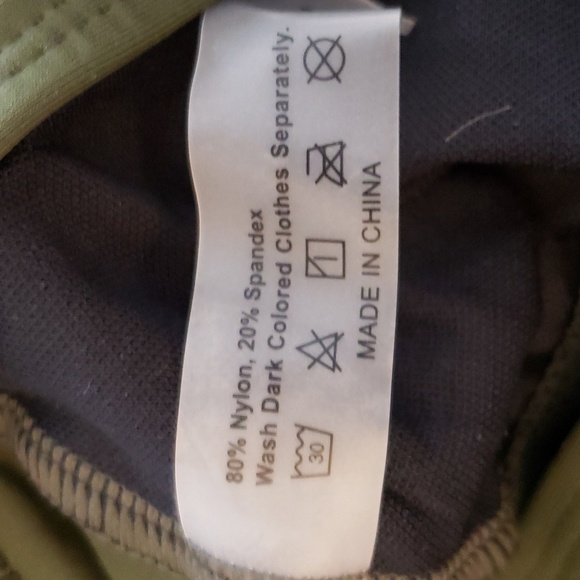 80% Nylon, 20% Spandex
Wash Dark Colored Clothes Separately.
30
MADE IN CHINA